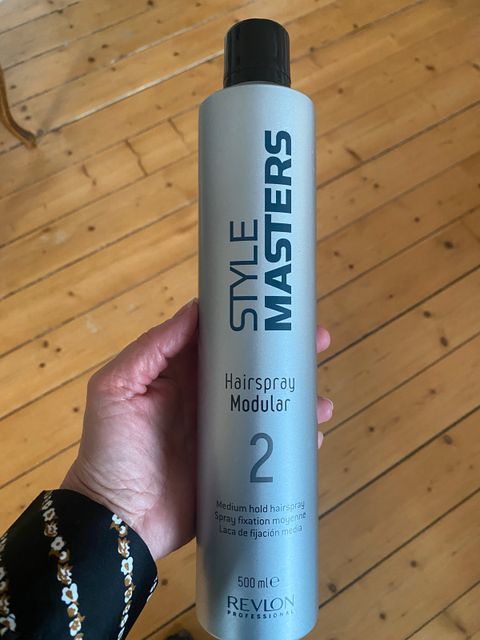 STYLE
MASTERS
Hairspray
Modular
2
Medium hold hairspray
Spray fixation moyenne
Laca de fijación media
500 ml℮
REVLON
PROFESSIONAL